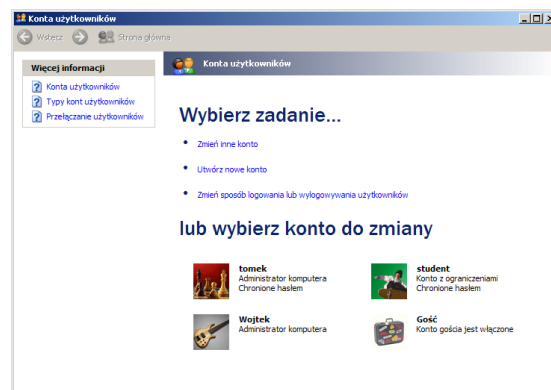 Konta użytkowników
Wstecz
Strona główna
Więcej informacji
Konta użytkowników
Typy kont użytkowników
Przełączanie użytkowników
Konta użytkowników
Wybierz zadanie...
Zmień inne konto
Utwórz nowe konto
Zmień sposób logowania lub wylogowywania użytkowników
lub wybierz konto do zmiany
tomek
Administrator komputera
Chronione hasłem
student
Konto z ograniczeniami
Chronione hasłem
Wojtek
Administrator komputera
Gość
Konto gościa jest włączone